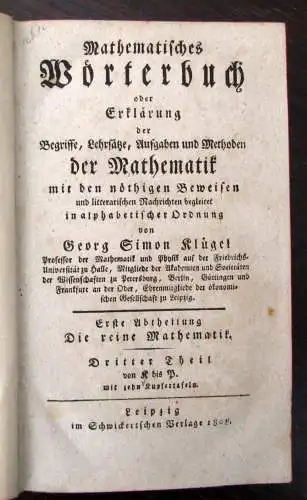 Mathematisches
Wörterbuch
oder
Erklärung
der
Begriffe, Lehrsätze, Aufgaben und Methoden
der Mathematik
mit den nöthigen Beweisen
und litterarischen Nachrichten begleitet
in alphabetischer Ordnung
von
Georg Simon Klügel
Professor der Mathematik und Physik auf der Friedrichs-
Universität zu Halle, Mitgliede der Akademien und Societäten
der Wissenschaften zu Petersburg, Berlin, Göttingen und
Frankfurt an der Oder, Ehrenmitgliede der ökonomi-
schen Gesellschaft zu Leipzig.
Erste Abtheilung
Die reine Mathematik.
Dritter Theil
von K bis P.
mit zehn Kupfertafeln.
Leipzig
im Schwickertschen Verlage 1808.